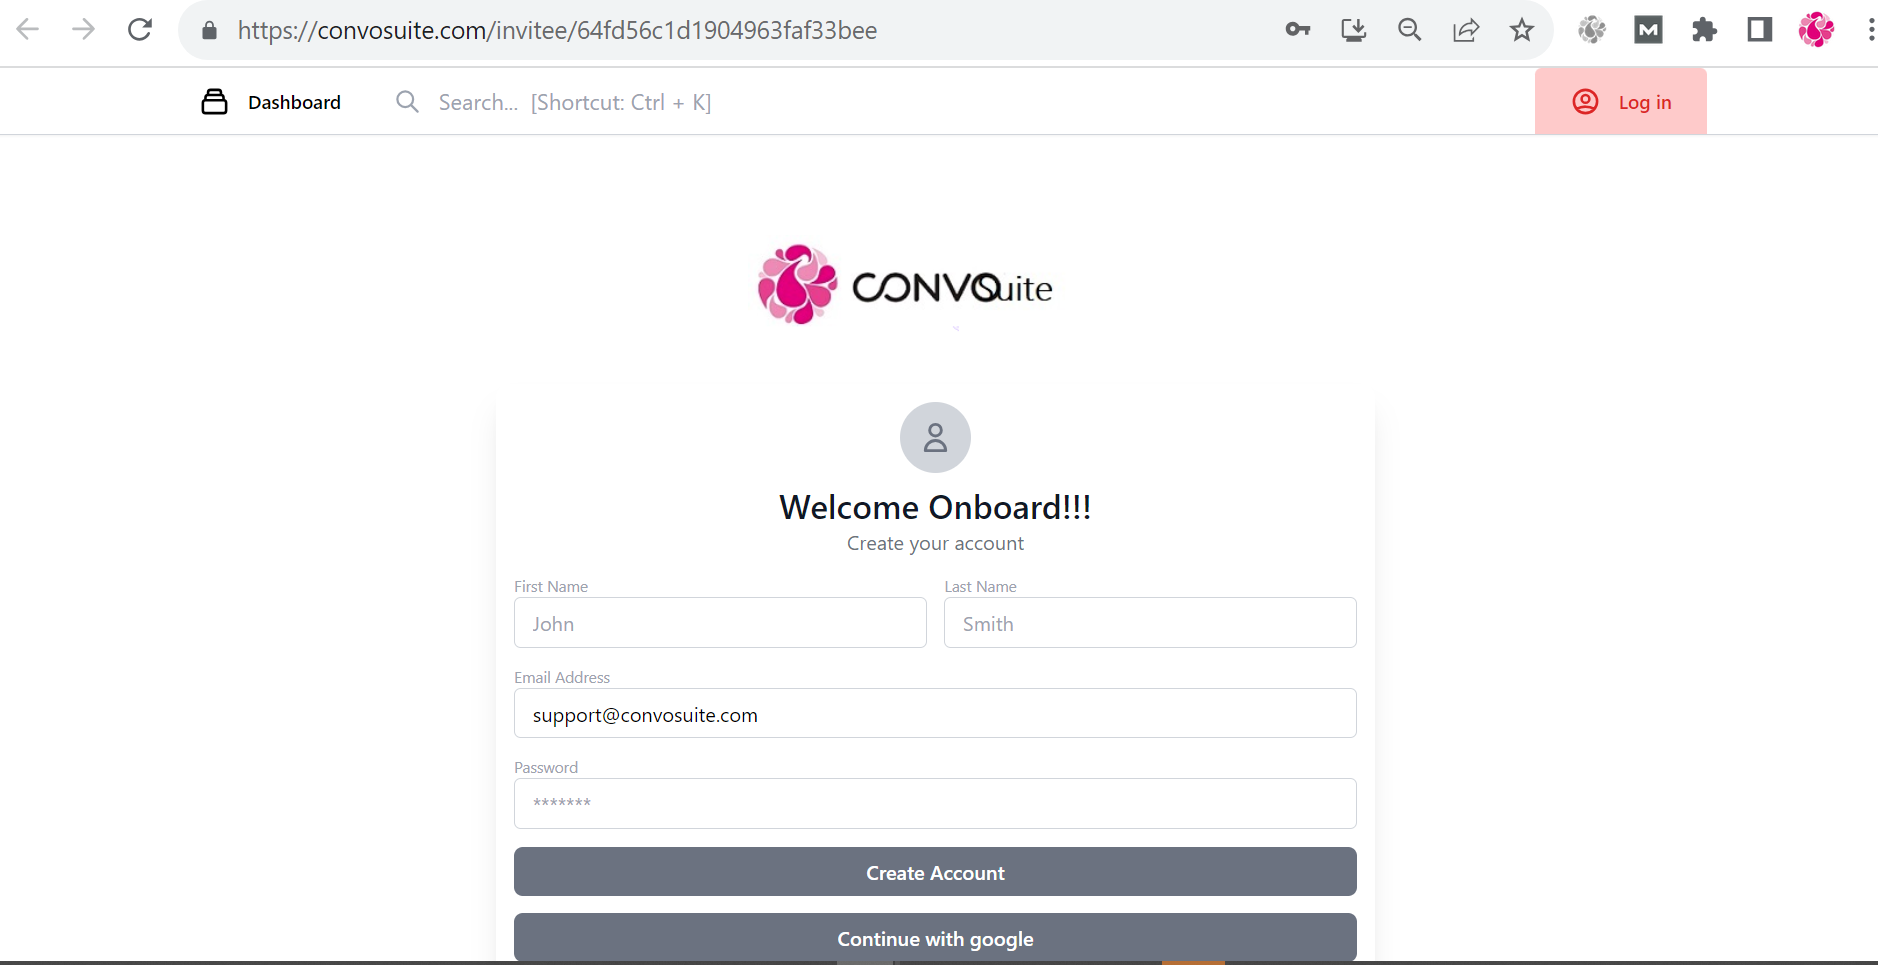 https://convosuite.com/invitee/64fd56c1d1904963faf33bee
M
Dashboard
Search... [Shortcut: Ctrl + K]
Log in
CONVOSuite
Welcome Onboard!!!
Create your account
First Name Last Name
John Smith
Email Address
support@convosuite.com
Password
*******
Create Account
Continue with google